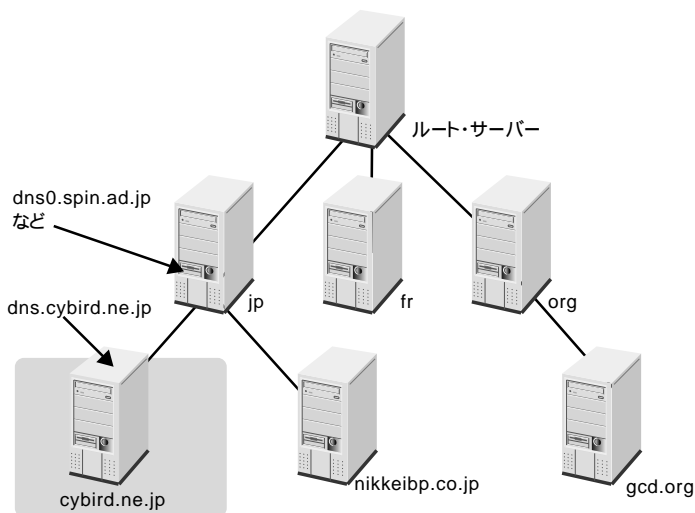 ルート・サーバー
dns0.spin.ad.jp
など
jp
fr
org
dns.cybird.ne.jp
cybird.ne.jp
nikkeibp.co.jp
gcd.org